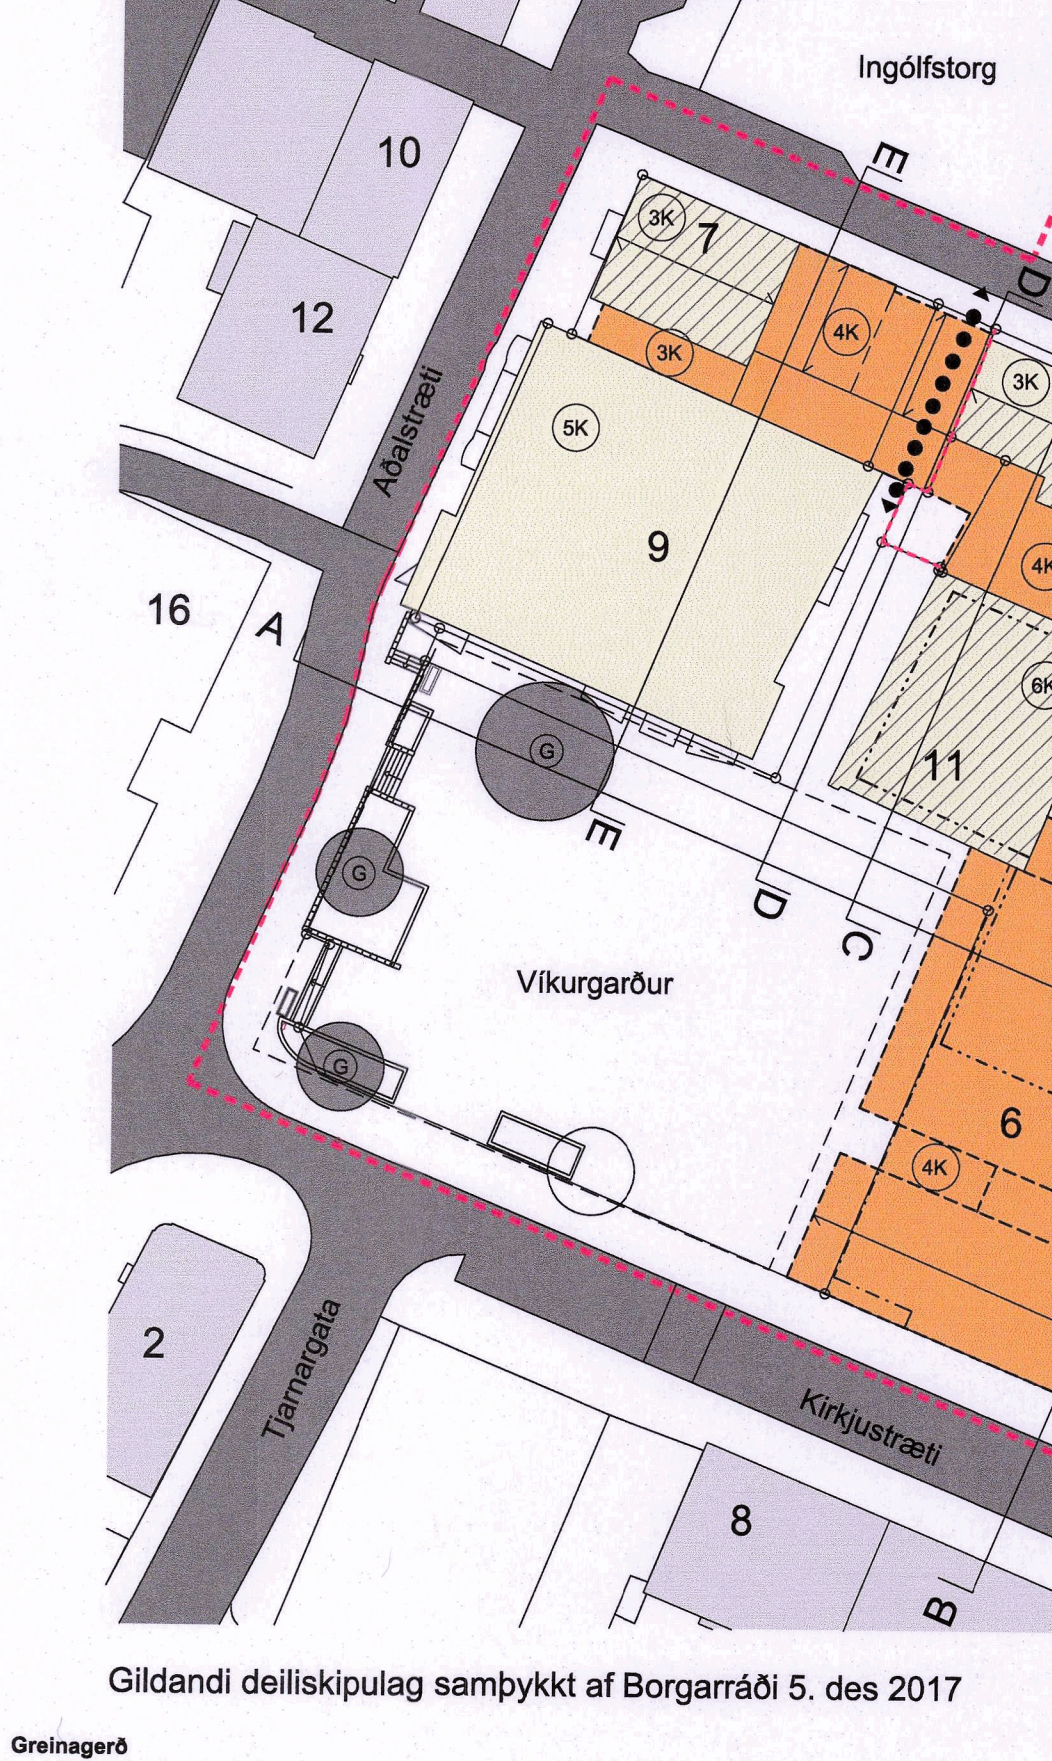 Ingólfstorg
E
10
3K
7
D
12
4K
3K
3K
Aðalstræti
5K
9
4K
16
A
6K
G
11
E
G
D
C
Víkurgarður
G
6
4K
2
Tjarnargata
Kirkjustræti
8
B
Gildandi deiliskipulag samþykkt af Borgarráði 5. des 2017
Greinagerð